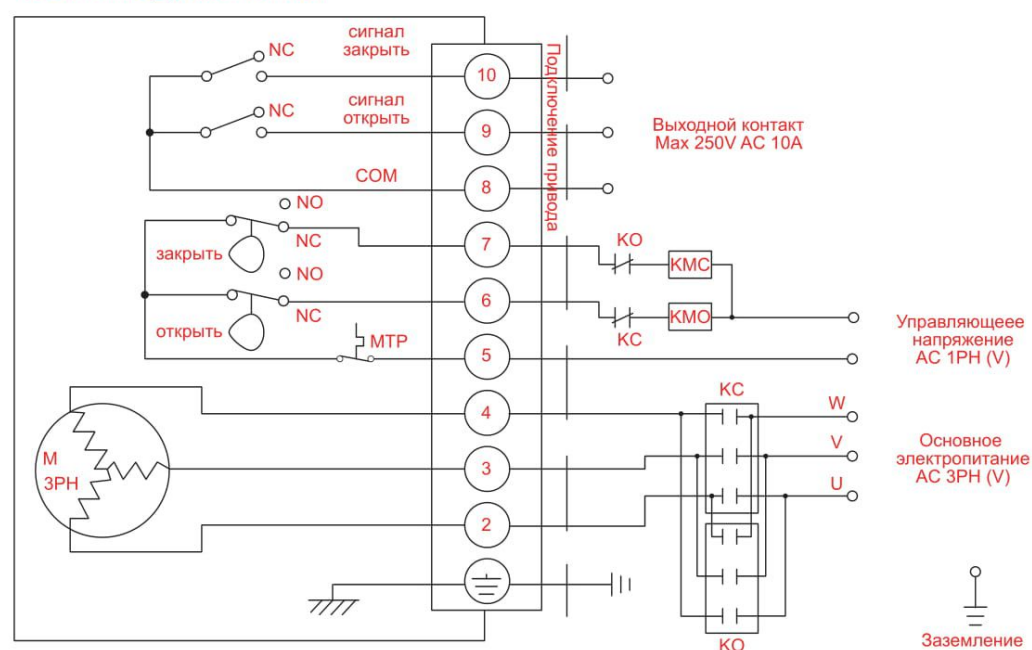 сигнал
закрыть
NC
10
сигнал
открыть
NC
9
Выходной контакт
Max 250V AC 10A
COM
8
Подключение привода
NO
NC
закрыть
7
KO
KMC
NO
NC
открыть
6
KMO
KC
Управляющеее
напряжение
AC 1PH (V)
MTP
5
KC
4
W
M
3PH
3
V
Основное
электропитание
AC 3PH (V)
U
2
KO
Заземление